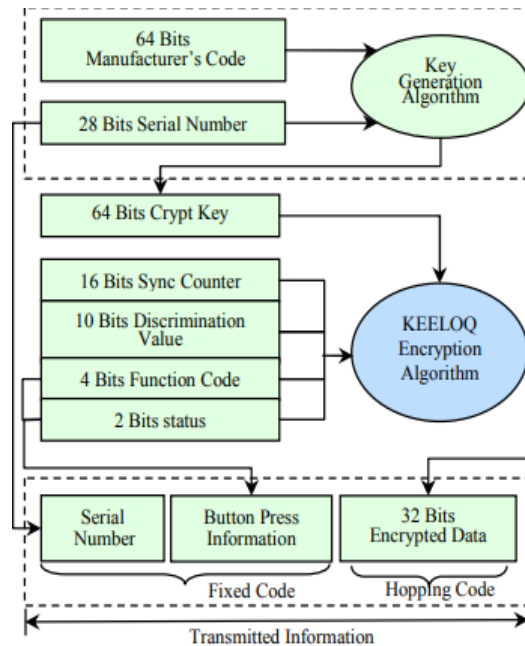 64 Bits
Manufacturer's Code
Key
Generation
Algorithm
28 Bits Serial Number
64 Bits Crypt Key
16 Bits Sync Counter
10 Bits Discrimination
Value
4 Bits Function Code
2 Bits status
KEELOQ
Encryption
Algorithm
Serial
Number
Button Press
Information
32 Bits
Encrypted Data
Fixed Code
Hopping Code
Transmitted Information